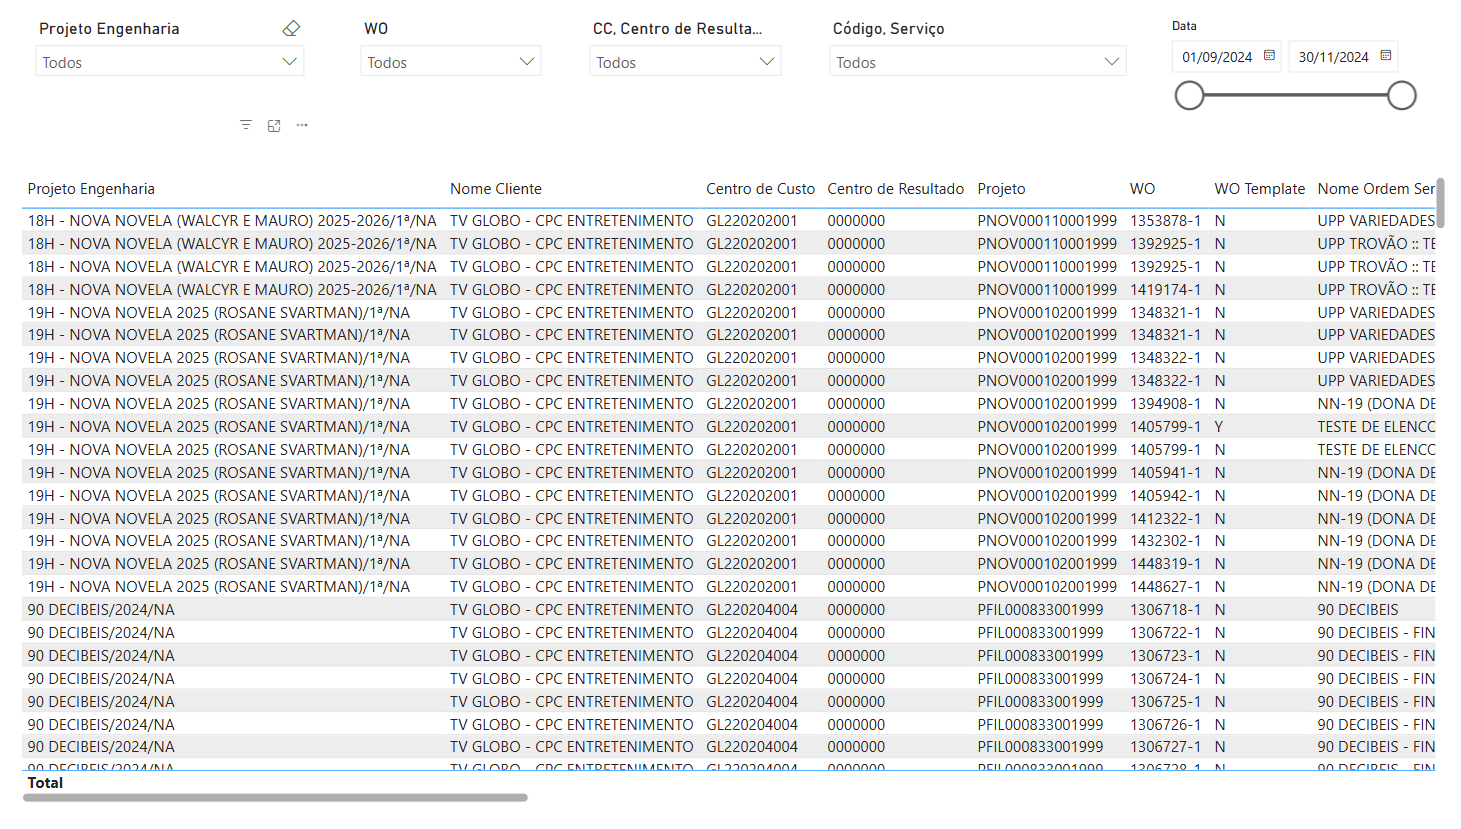 Projeto Engenharia WO CC, Centro de Resulta... Código, Serviço Data
Todos Todos Todos Todos 01/09/2024 30/11/2024
Projeto Engenharia Nome Cliente Centro de Custo Centro de Resultado Projeto WO WO Template Nome Ordem Ser
18H - NOVA NOVELA (WALCYR E MAURO) 2025-2026/1ª/NA TV GLOBO - CPC ENTRETENIMENTO GL220202001 0000000 PNOV000110001999 1353878-1 N UPP VARIEDADES
18H - NOVA NOVELA (WALCYR E MAURO) 2025-2026/1ª/NA TV GLOBO - CPC ENTRETENIMENTO GL220202001 0000000 PNOV000110001999 1392925-1 N UPP TROVÃO :: TE
18H - NOVA NOVELA (WALCYR E MAURO) 2025-2026/1ª/NA TV GLOBO - CPC ENTRETENIMENTO GL220202001 0000000 PNOV000110001999 1392925-1 N UPP TROVÃO :: TE
18H - NOVA NOVELA (WALCYR E MAURO) 2025-2026/1ª/NA TV GLOBO - CPC ENTRETENIMENTO GL220202001 0000000 PNOV000110001999 1419174-1 N UPP TROVÃO :: TE
19H - NOVA NOVELA 2025 (ROSANE SVARTMAN)/1ª/NA TV GLOBO - CPC ENTRETENIMENTO GL220202001 0000000 PNOV000102001999 1348321-1 N UPP VARIEDADES
19H - NOVA NOVELA 2025 (ROSANE SVARTMAN)/1ª/NA TV GLOBO - CPC ENTRETENIMENTO GL220202001 0000000 PNOV000102001999 1348321-1 N UPP VARIEDADES
19H - NOVA NOVELA 2025 (ROSANE SVARTMAN)/1ª/NA TV GLOBO - CPC ENTRETENIMENTO GL220202001 0000000 PNOV000102001999 1348322-1 N UPP VARIEDADES
19H - NOVA NOVELA 2025 (ROSANE SVARTMAN)/1ª/NA TV GLOBO - CPC ENTRETENIMENTO GL220202001 0000000 PNOV000102001999 1348322-1 N UPP VARIEDADES
19H - NOVA NOVELA 2025 (ROSANE SVARTMAN)/1ª/NA TV GLOBO - CPC ENTRETENIMENTO GL220202001 0000000 PNOV000102001999 1394908-1 N NN-19 (DONA DE
19H - NOVA NOVELA 2025 (ROSANE SVARTMAN)/1ª/NA TV GLOBO - CPC ENTRETENIMENTO GL220202001 0000000 PNOV000102001999 1405799-1 Y TESTE DE ELENCO
19H - NOVA NOVELA 2025 (ROSANE SVARTMAN)/1ª/NA TV GLOBO - CPC ENTRETENIMENTO GL220202001 0000000 PNOV000102001999 1405799-1 N TESTE DE ELENCO
19H - NOVA NOVELA 2025 (ROSANE SVARTMAN)/1ª/NA TV GLOBO - CPC ENTRETENIMENTO GL220202001 0000000 PNOV000102001999 1405941-1 N NN-19 (DONA DE
19H - NOVA NOVELA 2025 (ROSANE SVARTMAN)/1ª/NA TV GLOBO - CPC ENTRETENIMENTO GL220202001 0000000 PNOV000102001999 1405942-1 N NN-19 (DONA DE
19H - NOVA NOVELA 2025 (ROSANE SVARTMAN)/1ª/NA TV GLOBO - CPC ENTRETENIMENTO GL220202001 0000000 PNOV000102001999 1412322-1 N NN-19 (DONA DE
19H - NOVA NOVELA 2025 (ROSANE SVARTMAN)/1ª/NA TV GLOBO - CPC ENTRETENIMENTO GL220202001 0000000 PNOV000102001999 1432302-1 N NN-19 (DONA DE
19H - NOVA NOVELA 2025 (ROSANE SVARTMAN)/1ª/NA TV GLOBO - CPC ENTRETENIMENTO GL220202001 0000000 PNOV000102001999 1448319-1 N NN-19 (DONA DE
19H - NOVA NOVELA 2025 (ROSANE SVARTMAN)/1ª/NA TV GLOBO - CPC ENTRETENIMENTO GL220202001 0000000 PNOV000102001999 1448627-1 N NN-19 (DONA DE
90 DECIBEIS/2024/NA TV GLOBO - CPC ENTRETENIMENTO GL220204004 0000000 PFIL000833001999 1306718-1 N 90 DECIBEIS
90 DECIBEIS/2024/NA TV GLOBO - CPC ENTRETENIMENTO GL220204004 0000000 PFIL000833001999 1306722-1 N 90 DECIBEIS - FIN
90 DECIBEIS/2024/NA TV GLOBO - CPC ENTRETENIMENTO GL220204004 0000000 PFIL000833001999 1306723-1 N 90 DECIBEIS - FIN
90 DECIBEIS/2024/NA TV GLOBO - CPC ENTRETENIMENTO GL220204004 0000000 PFIL000833001999 1306724-1 N 90 DECIBEIS - FIN
90 DECIBEIS/2024/NA TV GLOBO - CPC ENTRETENIMENTO GL220204004 0000000 PFIL000833001999 1306725-1 N 90 DECIBEIS - FIN
90 DECIBEIS/2024/NA TV GLOBO - CPC ENTRETENIMENTO GL220204004 0000000 PFIL000833001999 1306726-1 N 90 DECIBEIS - FIN
90 DECIBEIS/2024/NA TV GLOBO - CPC ENTRETENIMENTO GL220204004 0000000 PFIL000833001999 1306727-1 N 90 DECIBEIS - FIN
90 DECIBEIS/2024/NA TV GLOBO - CPC ENTRETENIMENTO GL220204004 0000000 PFIL000833001999 1306728-1 N 90 DECIBEIS - FIN
Total